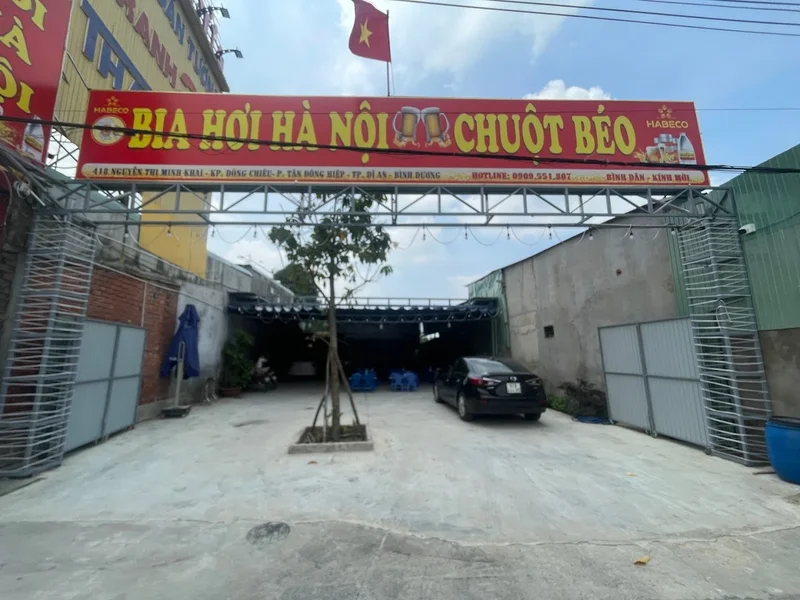 HABECO
BIA HƠI HÀ NỘI CHUỘT BÉO
HABECO
418. NGUYỄN THỊ MINH KHAI - KP. ĐÔNG CHIÊU- P. TÂN ĐÔNG HIỆP - TP. DĨ AN - BÌNH DƯƠNG
HOTLINE: 0989.551.807
BÌNH DÂN - KÍNH MỜI